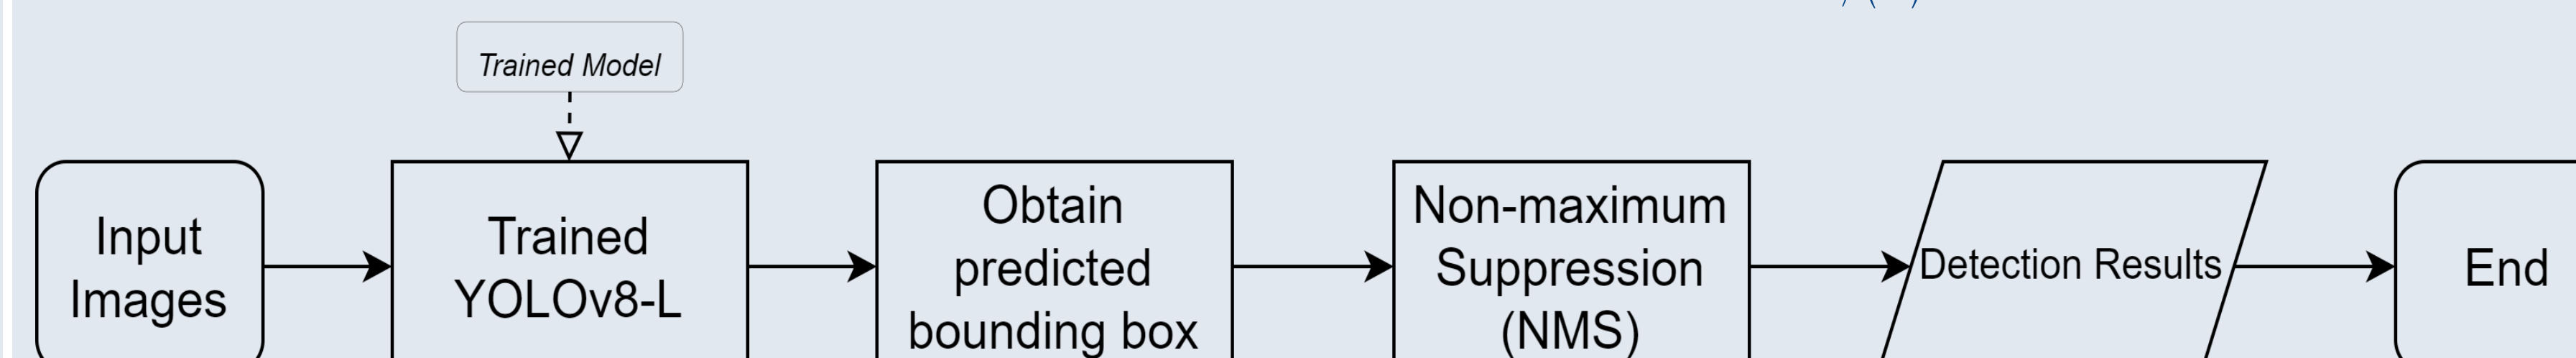 Trained Model
Input
Images
Trained
YOLOv8-L
Obtain
predicted
bounding box
Non-maximum
Suppression
(NMS)
Detection Results
End